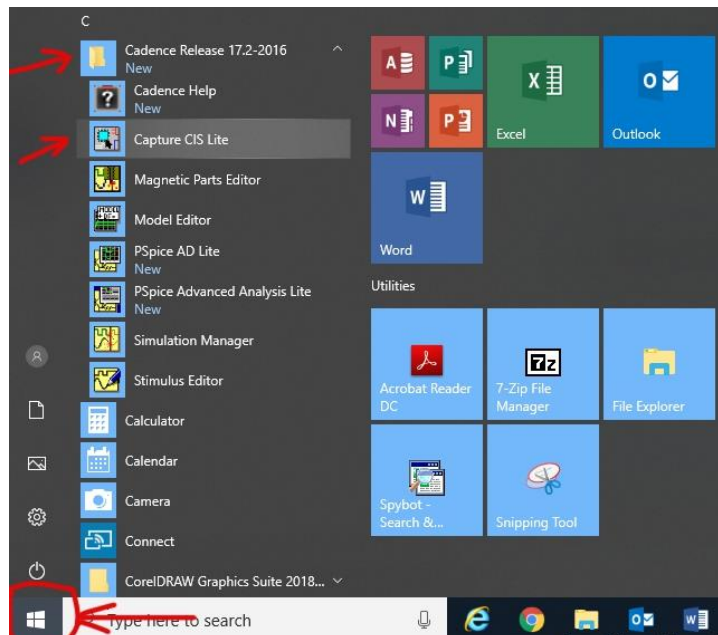 C
Cadence Release 17.2-2016
New
Cadence Help
New
Capture CIS Lite
Magnetic Parts Editor
Model Editor
PSpice AD Lite
New
PSpice Advanced Analysis Lite
New
Simulation Manager
Stimulus Editor
Calculator
Calendar
Camera
Connect
CorelDRAW Graphics Suite 2018...
Type here to search
Excel
Outlook
Word
Utilities
Acrobat Reader
DC
7z
7-Zip File
Manager
File Explorer
Spybot -
Search &...
Snipping Tool